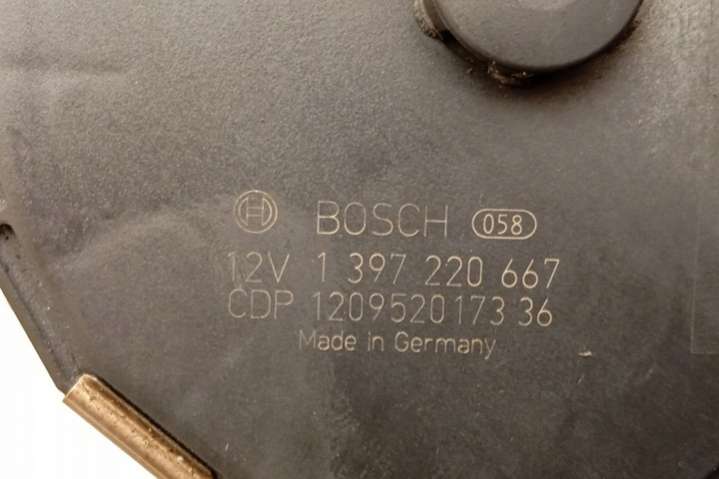 BOSCH 058
12V 1 397 220 667
CDP 1209520173 36
Made in Germany